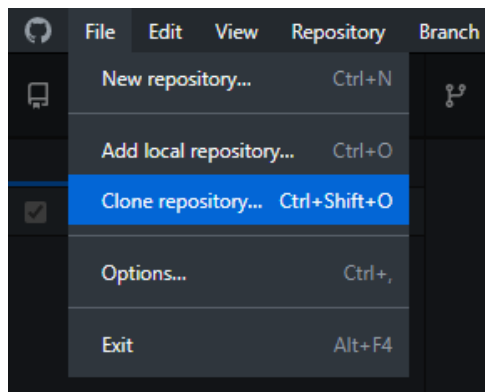 File Edit View Repository Branch
New repository... Ctrl+N
Add local repository... Ctrl+O
Clone repository... Ctrl+Shift+O
Options... Ctrl+,
Exit Alt+F4